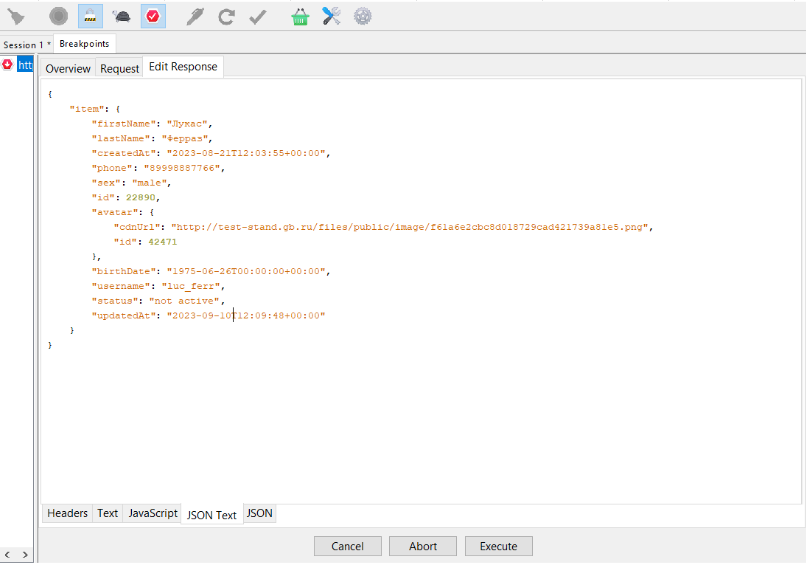 Session 1 * Breakpoints
htt
Overview Request Edit Response
{
"item": {
"firstName": "Лукас",
"lastName": "Ферраз",
"createdAt": "2023-08-21T12:03:55+00:00",
"phone": "89998887766",
"sex": "male",
"id": 22890,
"avatar": {
"cdnUrl": "http://test-stand.gb.ru/files/public/image/f61a6e2cbc8d018729cad421739a81e5.png",
"id": 42471
},
"birthDate": "1975-06-26T00:00:00+00:00",
"username": "luc_ferr",
"status": "not active",
"updatedAt": "2023-09-10T12:09:48+00:00"
}
}
Headers Text JavaScript JSON Text JSON
Cancel Abort Execute